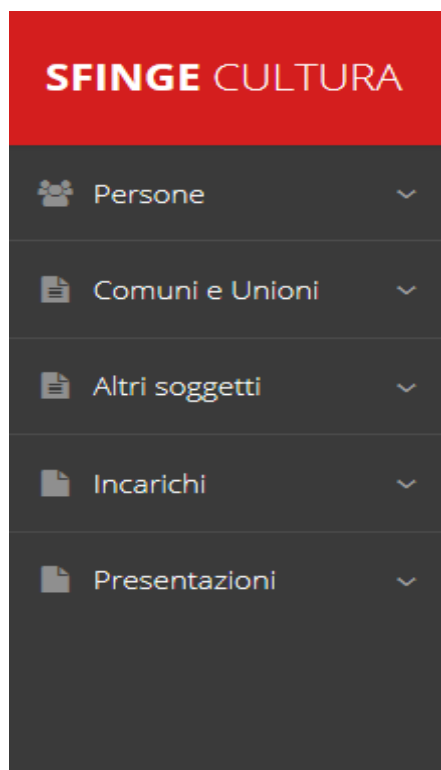 SFINGE CULTURA
Persone
Comuni e Unioni
Altri soggetti
Incarichi
Presentazioni